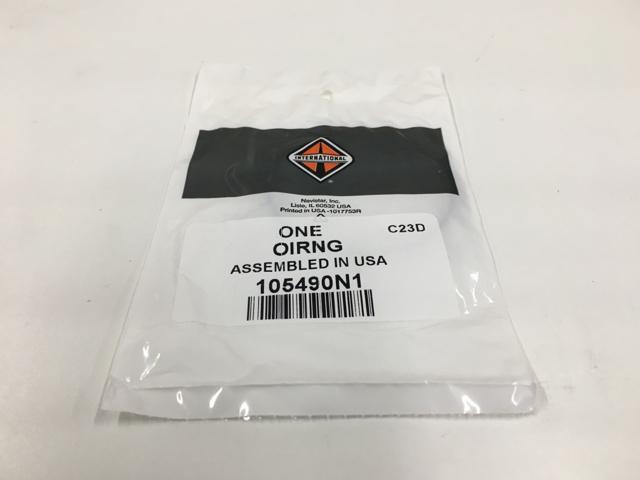 INTERNATIONAL
®
Navistar, Inc.
Lisle, IL 60532 USA
Printed in USA -1017753R
ONE
C23D
OIRNG
ASSEMBLED IN USA
105490N1